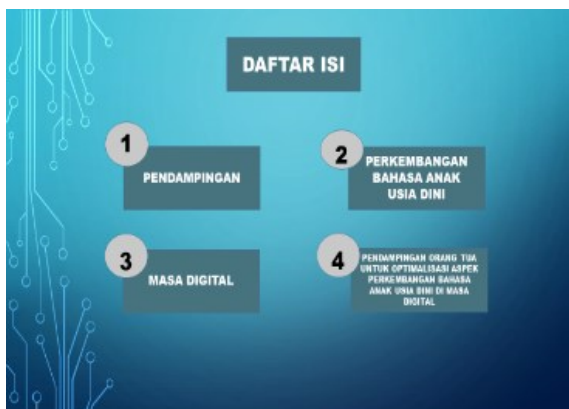 DAFTAR ISI
1
PENDAMPINGAN
2
PERKEMBANGAN
BAHASA ANAK
USIA DINI
3
MASA DIGITAL
4
PENDAMPINGAN ORANG TUA
UNTUK OPTIMALISASI ASPEK
PERKEMBANGAN BAHASA
ANAK USIA DINI DI MASA
DIGITAL